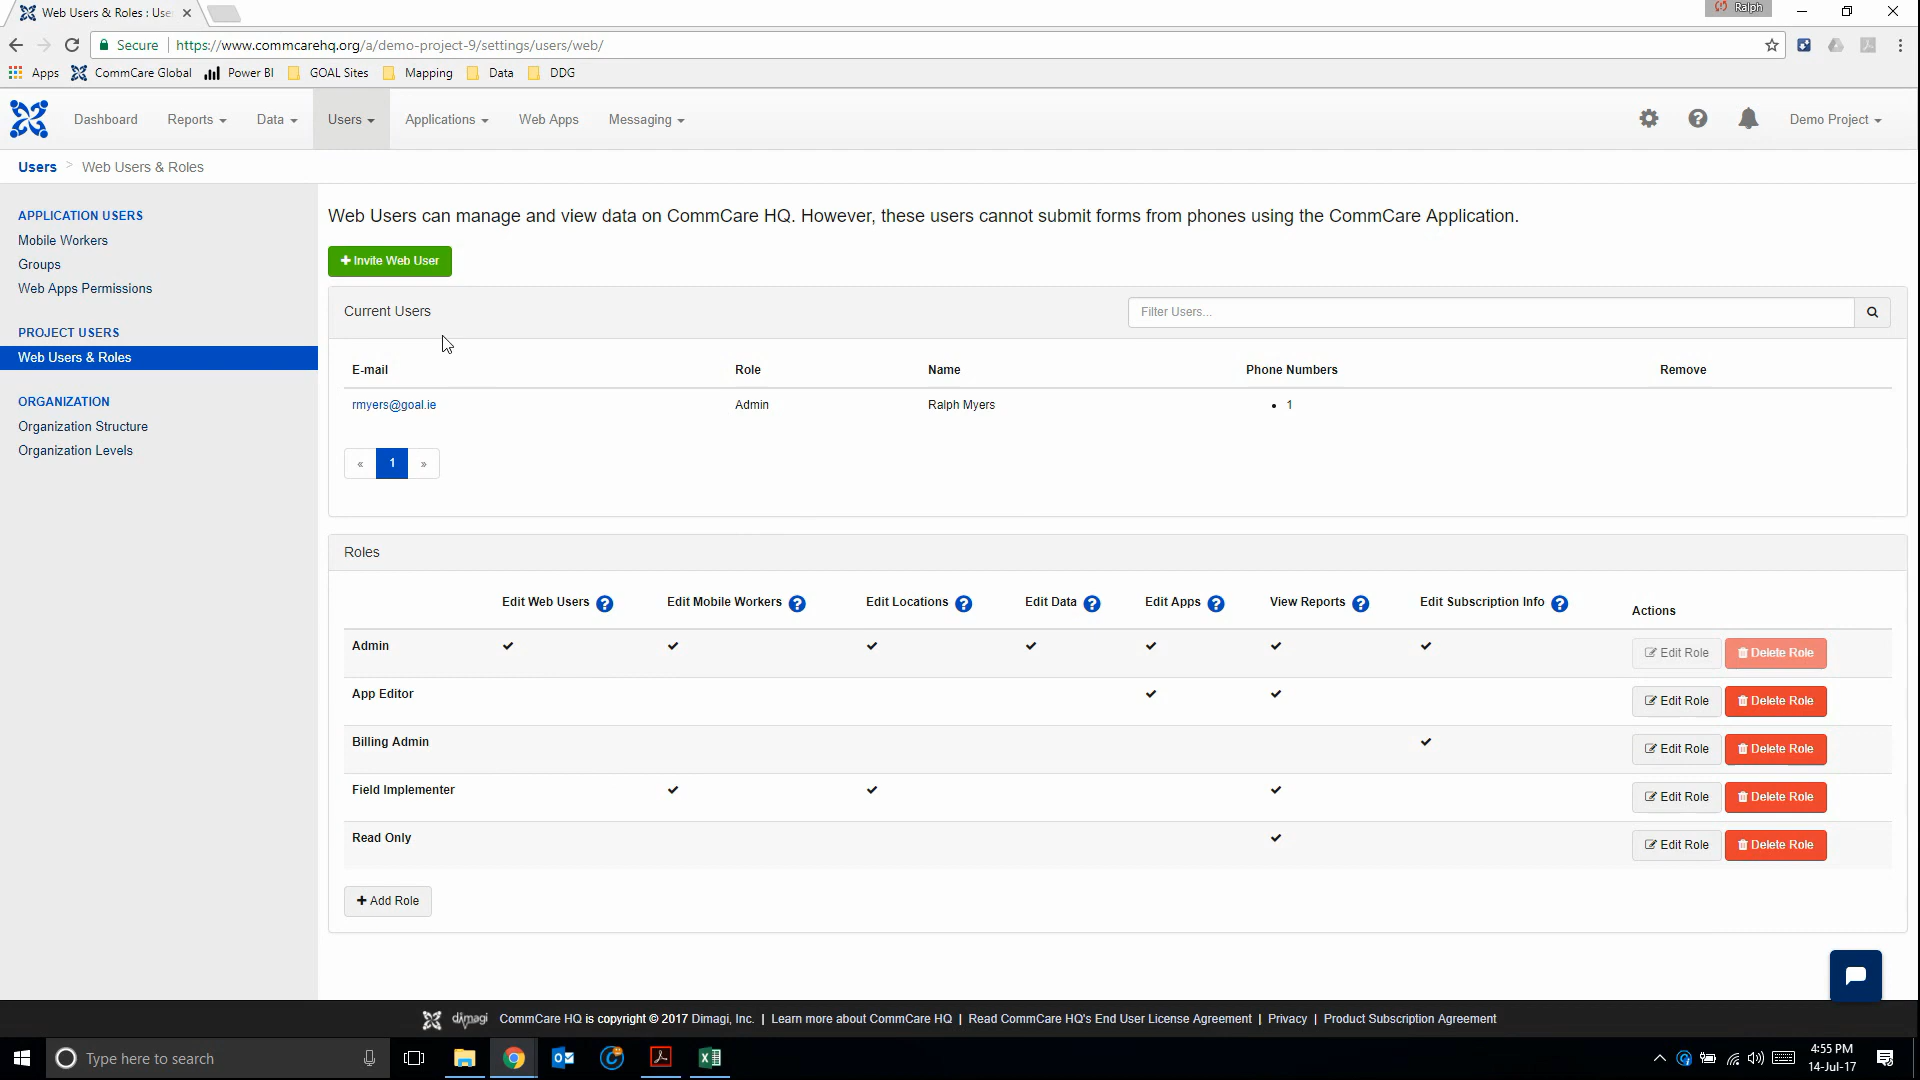 Web Users & Roles : Use
Ralph
Secure
https://www.commcarehq.org/a/demo-project-9/settings/users/web/
Apps
CommCare Global
Power BI
GOAL Sites
Mapping
Data
DDG
Dashboard
Reports
Data
Users
Applications
Web Apps
Messaging
Demo Project
Users > Web Users & Roles
APPLICATION USERS
Mobile Workers
Groups
Web Apps Permissions
PROJECT USERS
Web Users & Roles
ORGANIZATION
Organization Structure
Organization Levels
Web Users can manage and view data on CommCare HQ. However, these users cannot submit forms from phones using the CommCare Application.
+ Invite Web User
Current Users
Filter Users...
E-mail Role Name Phone Numbers Remove
rmyers@goal.ie Admin Ralph Myers • 1
« 1 »
Roles
Edit Web Users ? Edit Mobile Workers ? Edit Locations ? Edit Data ? Edit Apps ? View Reports ? Edit Subscription Info ? Actions
Admin ✔ ✔ ✔ ✔ ✔ ✔ ✔ Edit Role Delete Role
App Editor ✔ ✔ Edit Role Delete Role
Billing Admin ✔ Edit Role Delete Role
Field Implementer ✔ ✔ ✔ Edit Role Delete Role
Read Only ✔ Edit Role Delete Role
+ Add Role
dimagi CommCare HQ is copyright © 2017 Dimagi, Inc. | Learn more about CommCare HQ | Read CommCare HQ's End User License Agreement | Privacy | Product Subscription Agreement
Type here to search
4:55 PM
14-Jul-17